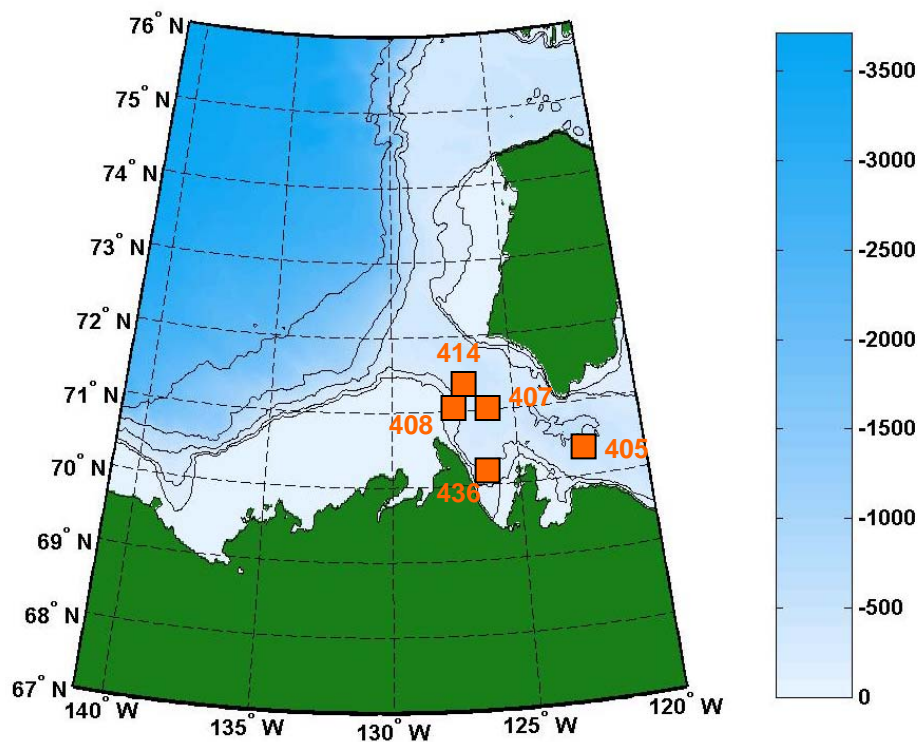 76° N
75° N
74° N
73° N
72° N
71° N
70° N
69° N
68° N
67° N
140° W
135° W
130° W
125° W
120° W
414
407
408
405
436
-3500
-3000
-2500
-2000
-1500
-1000
-500
0